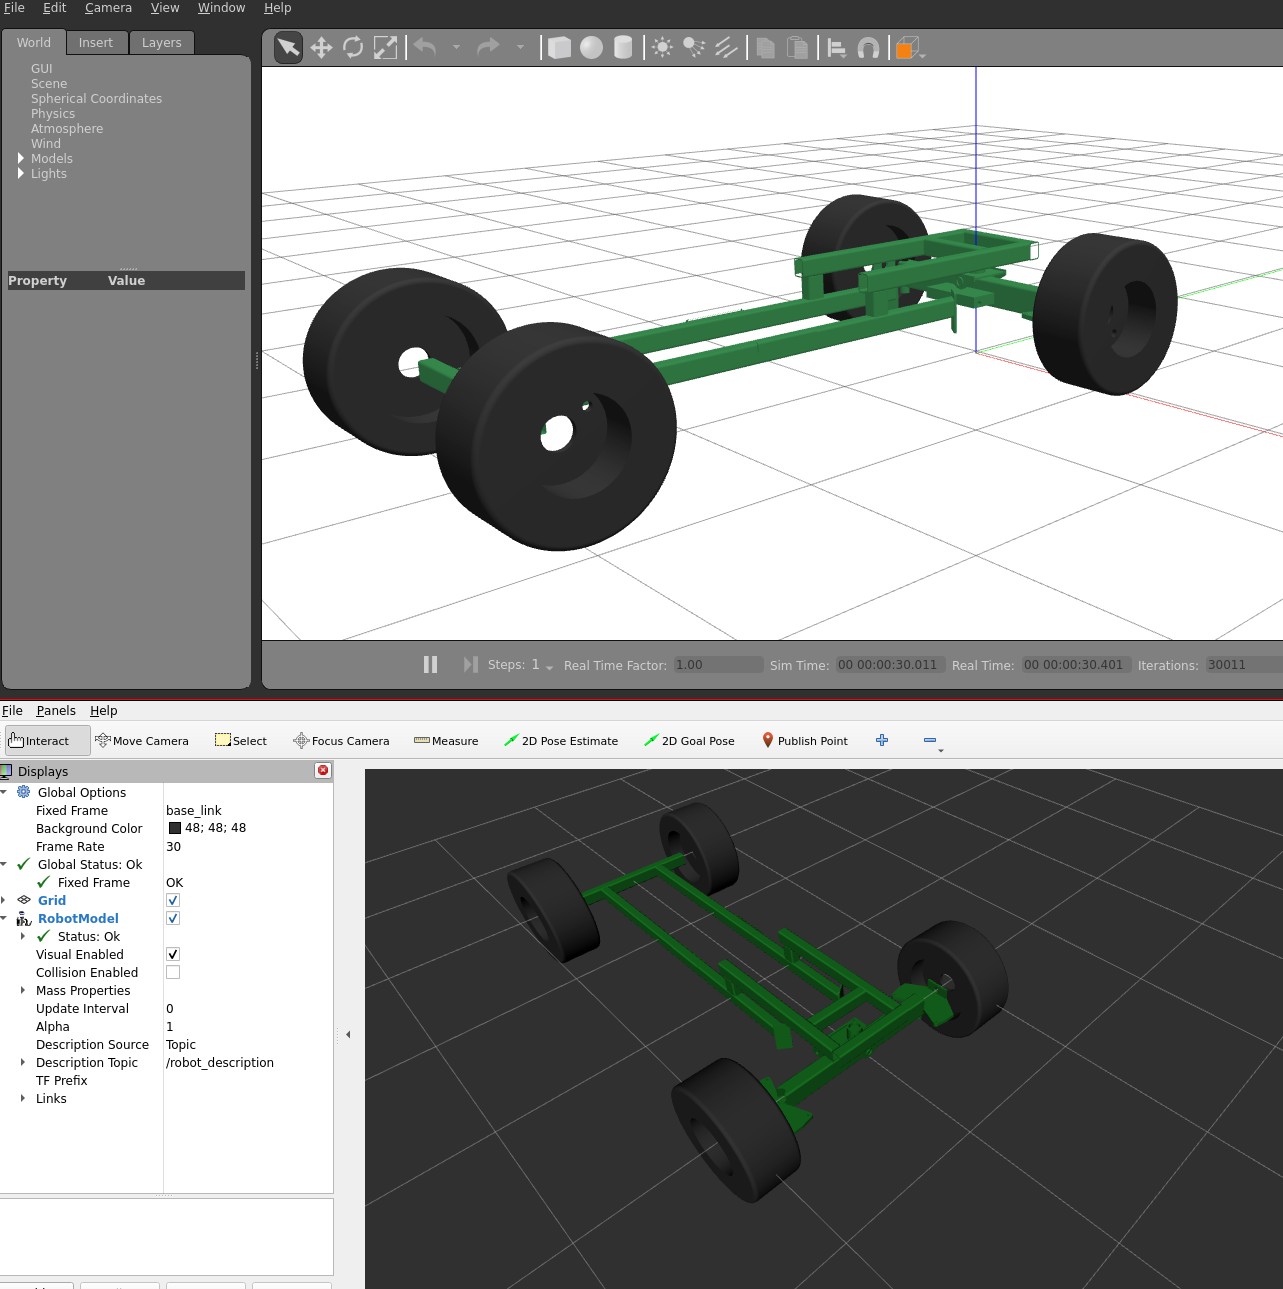 File Edit Camera View Window Help
World Insert Layers
GUI
Scene
Spherical Coordinates
Physics
Atmosphere
Wind
Models
Lights
Property Value
Steps: 1 Real Time Factor: 1.00 Sim Time: 00 00:00:30.011 Real Time: 00 00:00:30.401 Iterations: 30011
File Panels Help
Interact Move Camera Select Focus Camera Measure 2D Pose Estimate 2D Goal Pose Publish Point
Displays
Global Options
Fixed Frame base_link
Background Color 48; 48; 48
Frame Rate 30
Global Status: Ok
Fixed Frame OK
Grid
RobotModel
Status: Ok
Visual Enabled
Collision Enabled
Mass Properties
Update Interval 0
Alpha 1
Description Source Topic
Description Topic /robot_description
TF Prefix
Links